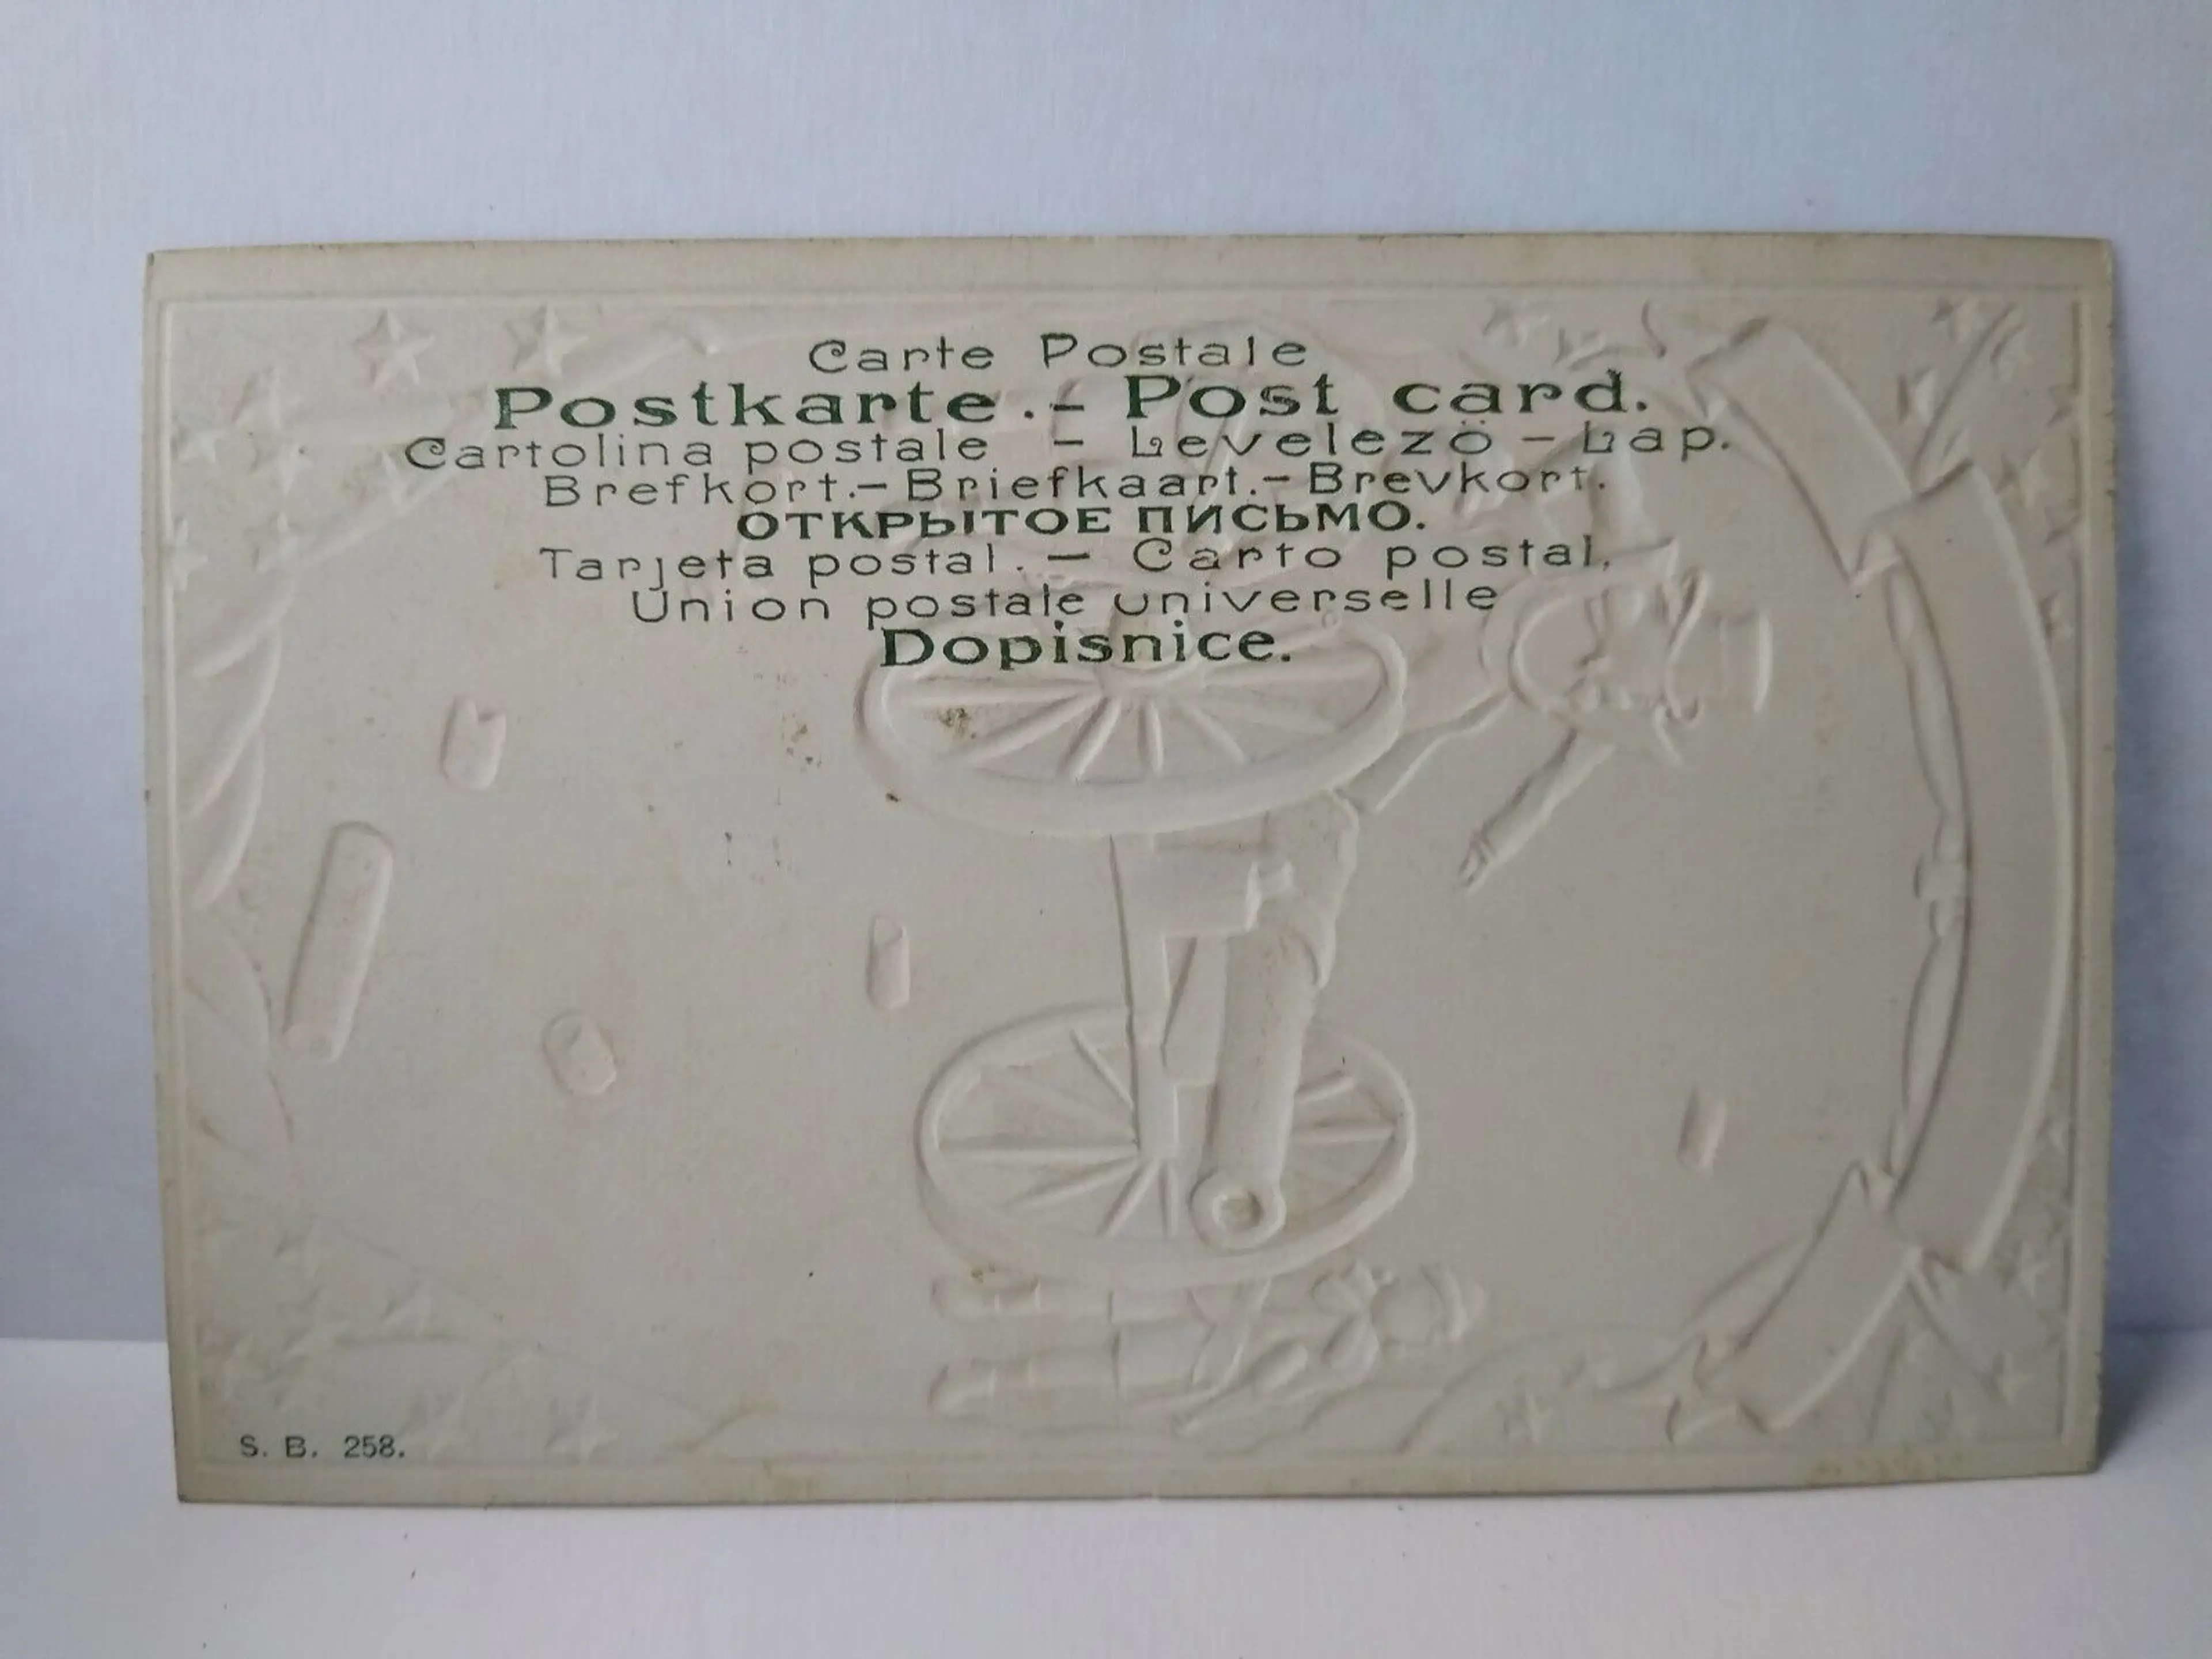 Carte Postale
Postkarte. – Post card.
Cartolina postale – Levelezö – Lap.
Brefkort. – Briefkaart. – Brevkort.
ОТКРЫТОЕ ПИСЬМО.
Tarjeta postal. – Carto postal,
Union postale universelle
Dopisnice.
S. B. 258.